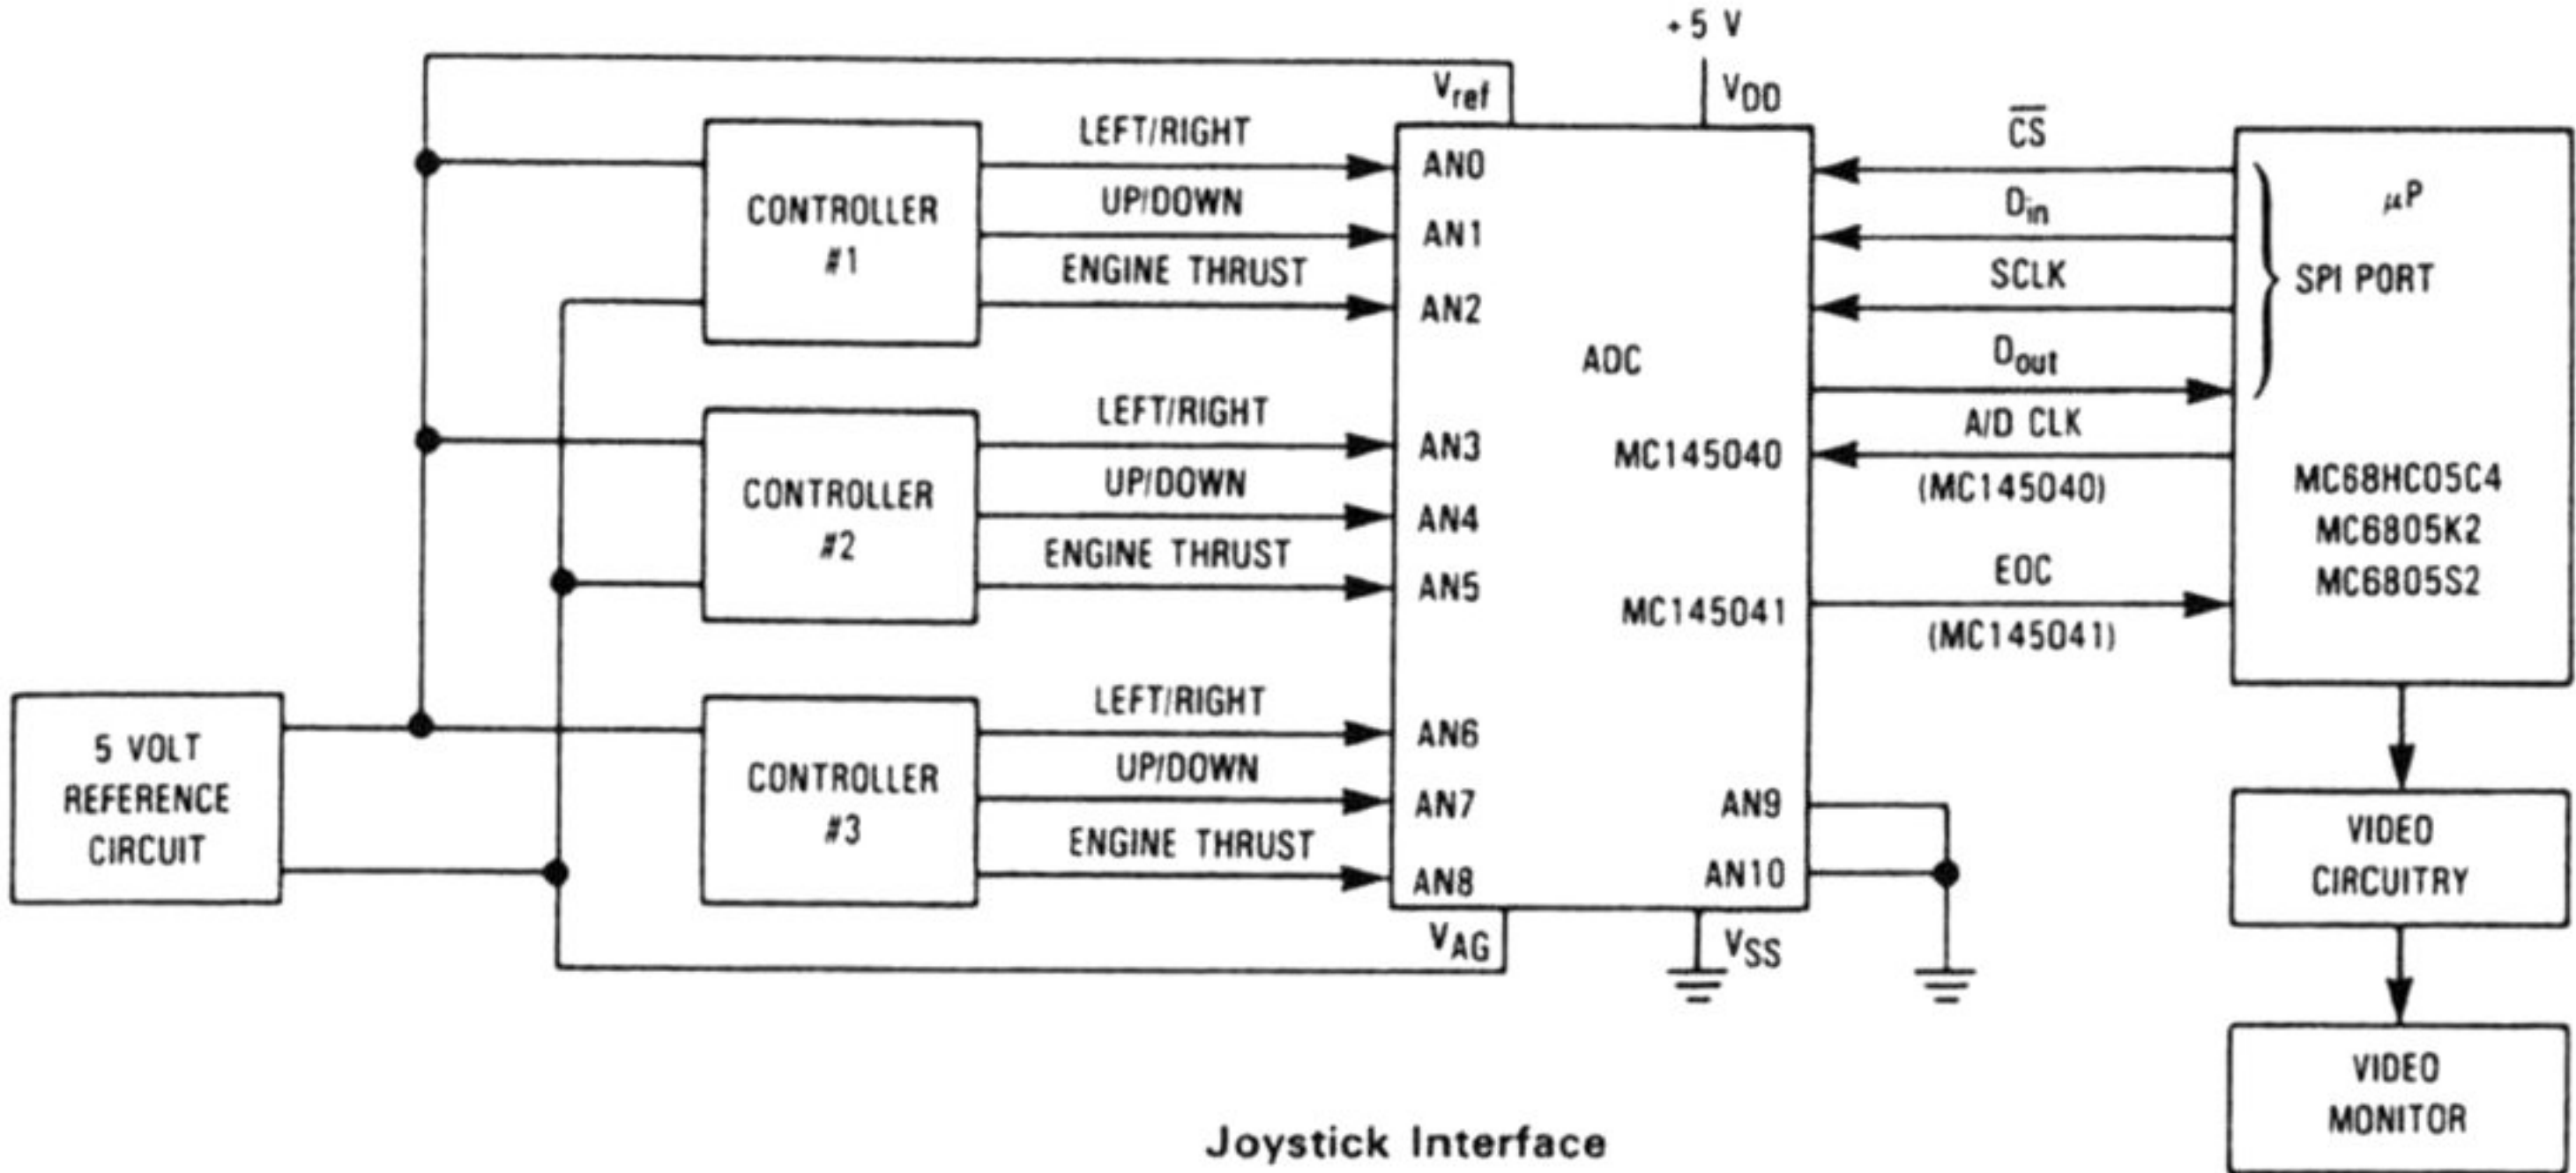 +5 V
Vref
VDD
LEFT/RIGHT
UP/DOWN
ENGINE THRUST
CONTROLLER
#1
AN0
AN1
AN2
LEFT/RIGHT
UP/DOWN
ENGINE THRUST
CONTROLLER
#2
AN3
AN4
AN5
LEFT/RIGHT
UP/DOWN
ENGINE THRUST
CONTROLLER
#3
AN6
AN7
AN8
5 VOLT
REFERENCE
CIRCUIT
ADC
MC145040
MC145041
AN9
AN10
VAG
VSS
C̅S̅
Din
SCLK
Dout
A/D CLK
(MC145040)
EOC
(MC145041)
μP
SPI PORT
MC68HC05C4
MC6805K2
MC6805S2
VIDEO
CIRCUITRY
VIDEO
MONITOR
Joystick Interface